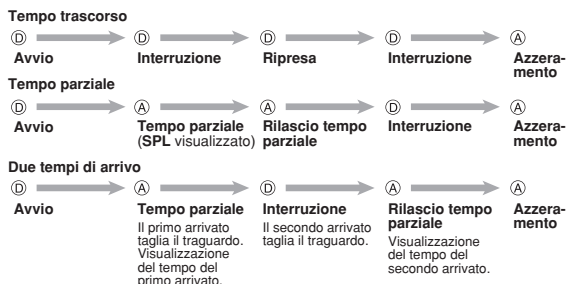 Tempo trascorso
D D D D A
Avvio Interruzione Ripresa Interruzione Azzera-
mento
Tempo parziale
D A A D A
Avvio Tempo parziale Rilascio tempo Interruzione Azzera-
(SPL visualizzato) parziale mento
Due tempi di arrivo
D A D A A
Avvio Tempo parziale Interruzione Rilascio tempo Azzera-
parziale mento
Il primo arrivato Il secondo arrivato
taglia il traguardo. taglia il traguardo. Visualizzazione
Visualizzazione del tempo del
del tempo del secondo arrivato.
primo arrivato.